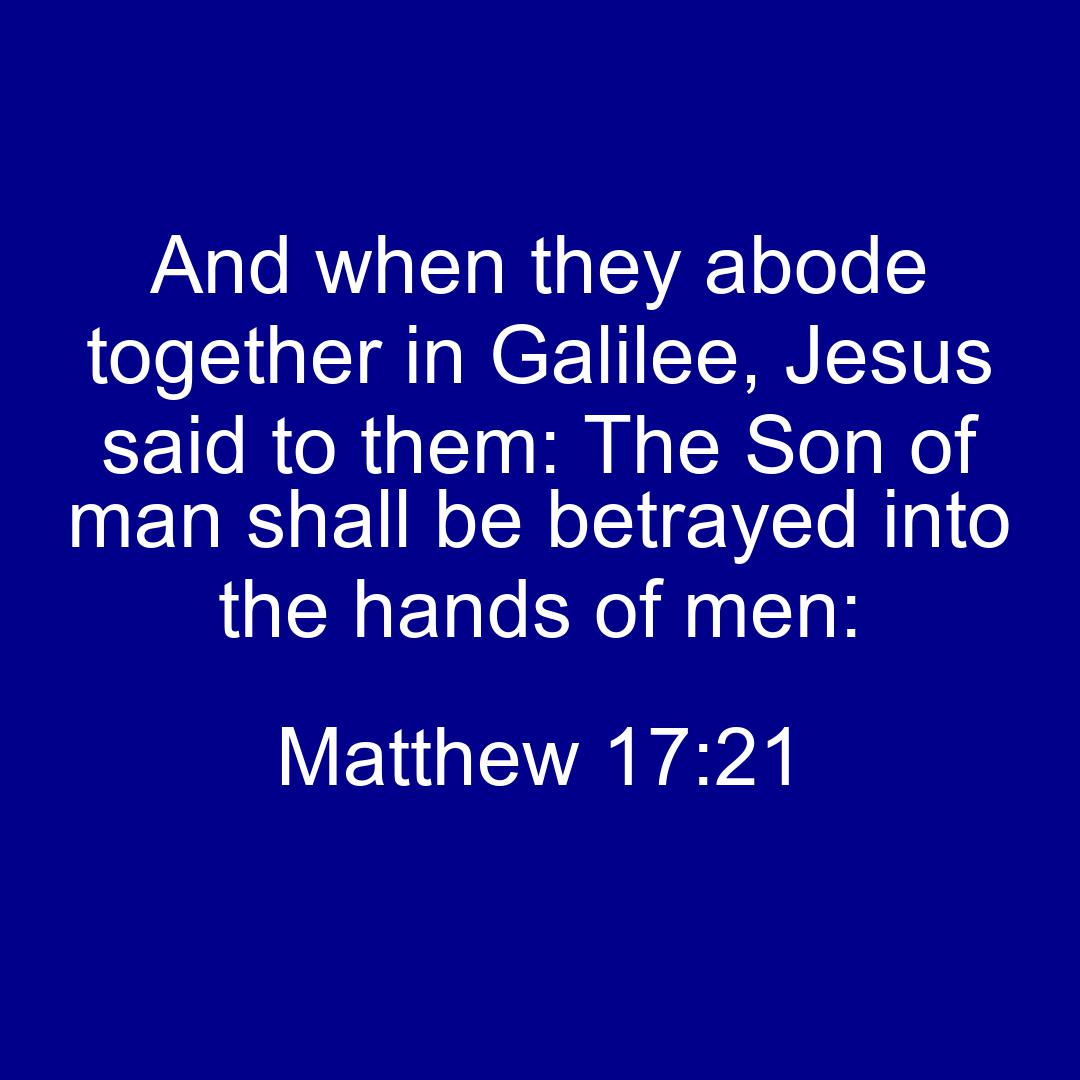 And when they abode
together in Galilee, Jesus
said to them: The Son of
man shall be betrayed into
the hands of men:
Matthew 17:21